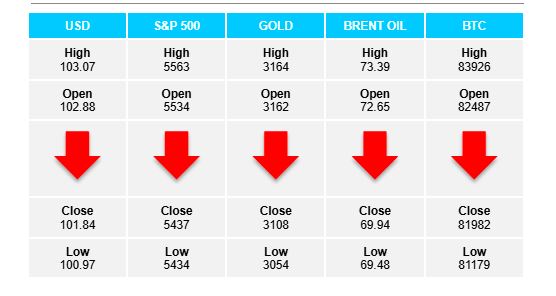 USD S&P 500 GOLD BRENT OIL BTC
High High High High High
103.07 5563 3164 73.39 83926
Open Open Open Open Open
102.88 5534 3162 72.65 82487
Close Close Close Close Close
101.84 5437 3108 69.94 81982
Low Low Low Low Low
100.97 5434 3054 69.48 81179